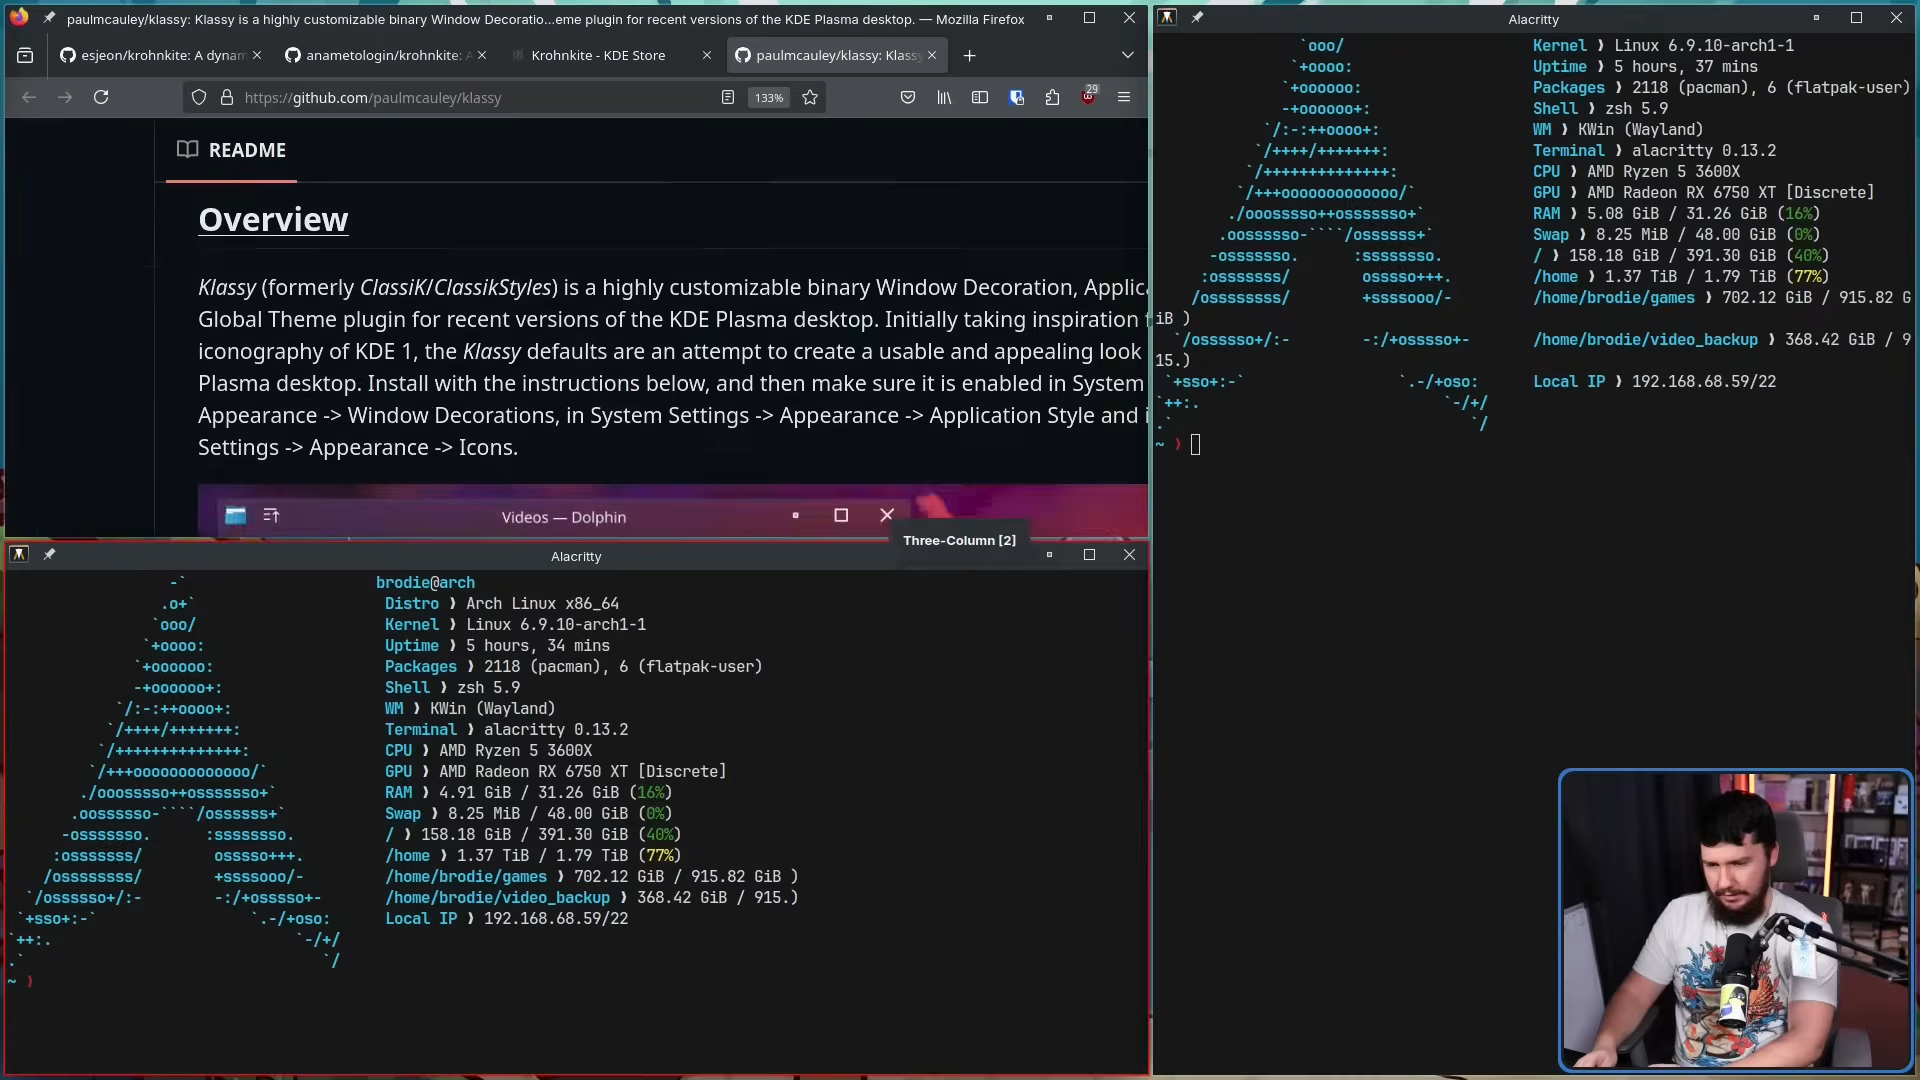 paulmcauley/klassy: Klassy is a highly customizable binary Window Decoratio...eme plugin for recent versions of the KDE Plasma desktop. — Mozilla Firefox
esjeon/krohnkite: A dynam
anametologin/krohnkite: A
Krohnkite - KDE Store
paulmcauley/klassy: Klassy
https://github.com/paulmcauley/klassy
133%
29
README
Overview
Klassy (formerly ClassiK/ClassikStyles) is a highly customizable binary Window Decoration, Applica
Global Theme plugin for recent versions of the KDE Plasma desktop. Initially taking inspiration f
iconography of KDE 1, the Klassy defaults are an attempt to create a usable and appealing look
Plasma desktop. Install with the instructions below, and then make sure it is enabled in System
Appearance -> Window Decorations, in System Settings -> Appearance -> Application Style and i
Settings -> Appearance -> Icons.
Videos — Dolphin
Three-Column [2]
Alacritty
brodie@arch
Distro ❯ Arch Linux x86_64
Kernel ❯ Linux 6.9.10-arch1-1
Uptime ❯ 5 hours, 34 mins
Packages ❯ 2118 (pacman), 6 (flatpak-user)
Shell ❯ zsh 5.9
WM ❯ KWin (Wayland)
Terminal ❯ alacritty 0.13.2
CPU ❯ AMD Ryzen 5 3600X
GPU ❯ AMD Radeon RX 6750 XT [Discrete]
RAM ❯ 4.91 GiB / 31.26 GiB (16%)
Swap ❯ 8.25 MiB / 48.00 GiB (0%)
/ ❯ 158.18 GiB / 391.30 GiB (40%)
/home ❯ 1.37 TiB / 1.79 TiB (77%)
/home/brodie/games ❯ 702.12 GiB / 915.82 GiB )
/home/brodie/video_backup ❯ 368.42 GiB / 915.)
Local IP ❯ 192.168.68.59/22
~ ❯
Alacritty
Kernel ❯ Linux 6.9.10-arch1-1
Uptime ❯ 5 hours, 37 mins
Packages ❯ 2118 (pacman), 6 (flatpak-user)
Shell ❯ zsh 5.9
WM ❯ KWin (Wayland)
Terminal ❯ alacritty 0.13.2
CPU ❯ AMD Ryzen 5 3600X
GPU ❯ AMD Radeon RX 6750 XT [Discrete]
RAM ❯ 5.08 GiB / 31.26 GiB (16%)
Swap ❯ 8.25 MiB / 48.00 GiB (0%)
/ ❯ 158.18 GiB / 391.30 GiB (40%)
/home ❯ 1.37 TiB / 1.79 TiB (77%)
/home/brodie/games ❯ 702.12 GiB / 915.82 G
iB )
/home/brodie/video_backup ❯ 368.42 GiB / 9
15.)
Local IP ❯ 192.168.68.59/22
~ ❯